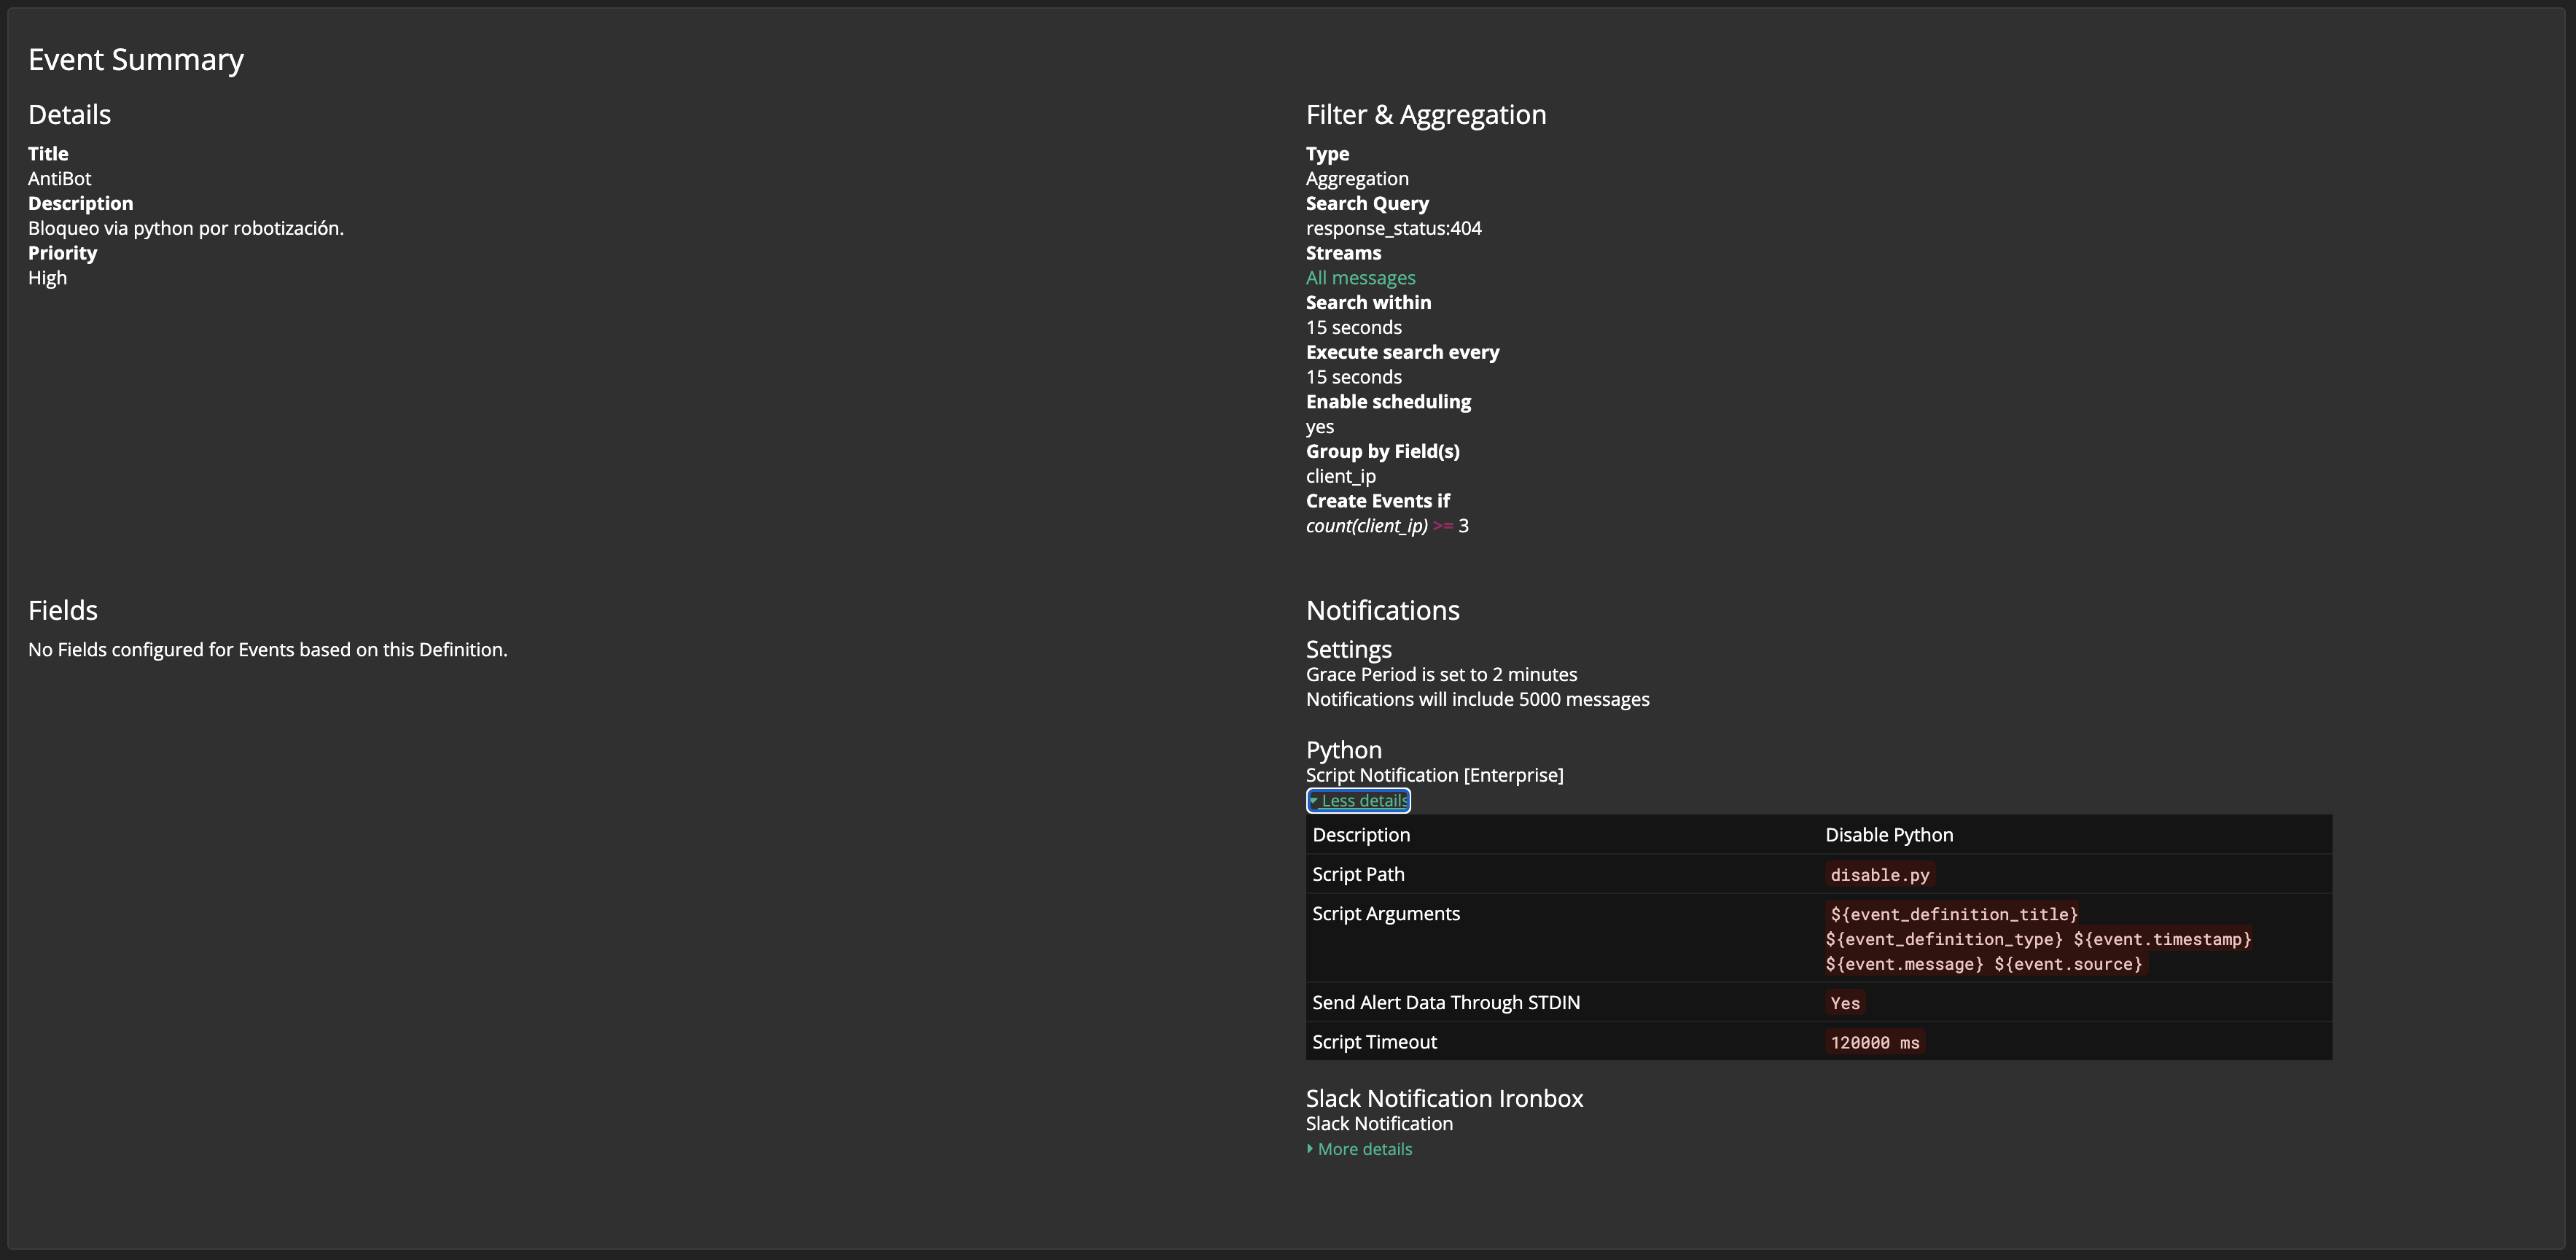 Event Summary
Details
Title
AntiBot
Description
Bloqueo via python por robotización.
Priority
High
Filter & Aggregation
Type
Aggregation
Search Query
response_status:404
Streams
All messages
Search within
15 seconds
Execute search every
15 seconds
Enable scheduling
yes
Group by Field(s)
client_ip
Create Events if
count(client_ip) >= 3
Fields
No Fields configured for Events based on this Definition.
Notifications
Settings
Grace Period is set to 2 minutes
Notifications will include 5000 messages
Python
Script Notification [Enterprise]
Less details
Description Disable Python
Script Path disable.py
Script Arguments ${event_definition_title}
${event_definition_type} ${event.timestamp}
${event.message} ${event.source}
Send Alert Data Through STDIN Yes
Script Timeout 120000 ms
Slack Notification Ironbox
Slack Notification
More details